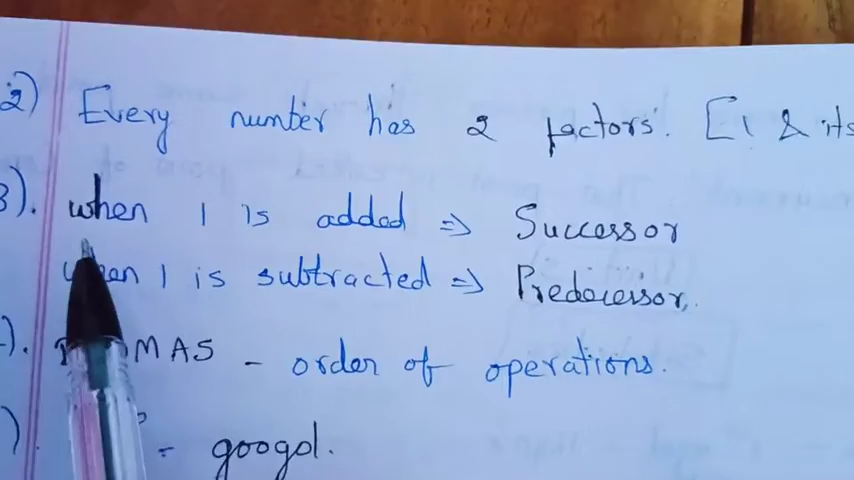 2) Every number has 2 factors. [1 & its
3). when 1 is added => Successor
when 1 is subtracted => Predecessor.
). MAS - order of operations.
) - googol.